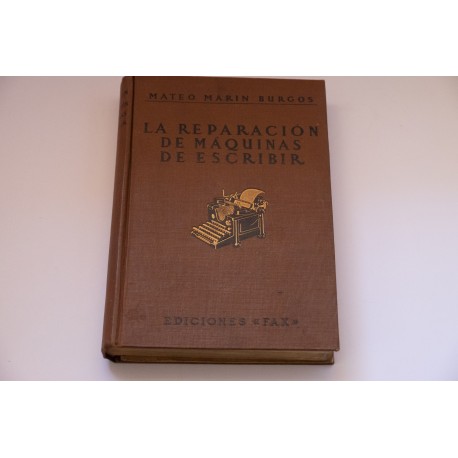 MATEO MARIN BURGOS
LA REPARACION
DE MAQUINAS
DE ESCRIBIR
EDICIONES «FAX»